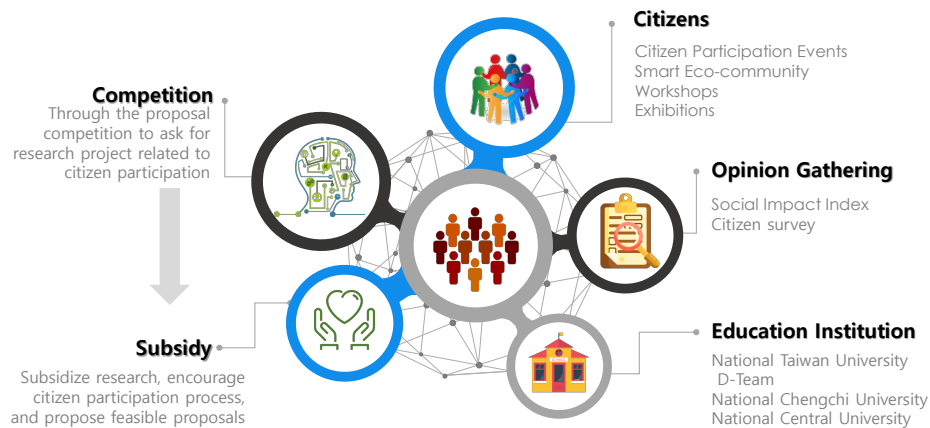 Citizens
Citizen Participation Events
Smart Eco-community
Workshops
Exhibitions
Competition
Through the proposal
competition to ask for
research project related to
citizen participation
Opinion Gathering
Social Impact Index
Citizen survey
Subsidy
Subsidize research, encourage
citizen participation process,
and propose feasible proposals
Education Institution
National Taiwan University
D-Team
National Chengchi University
National Central University